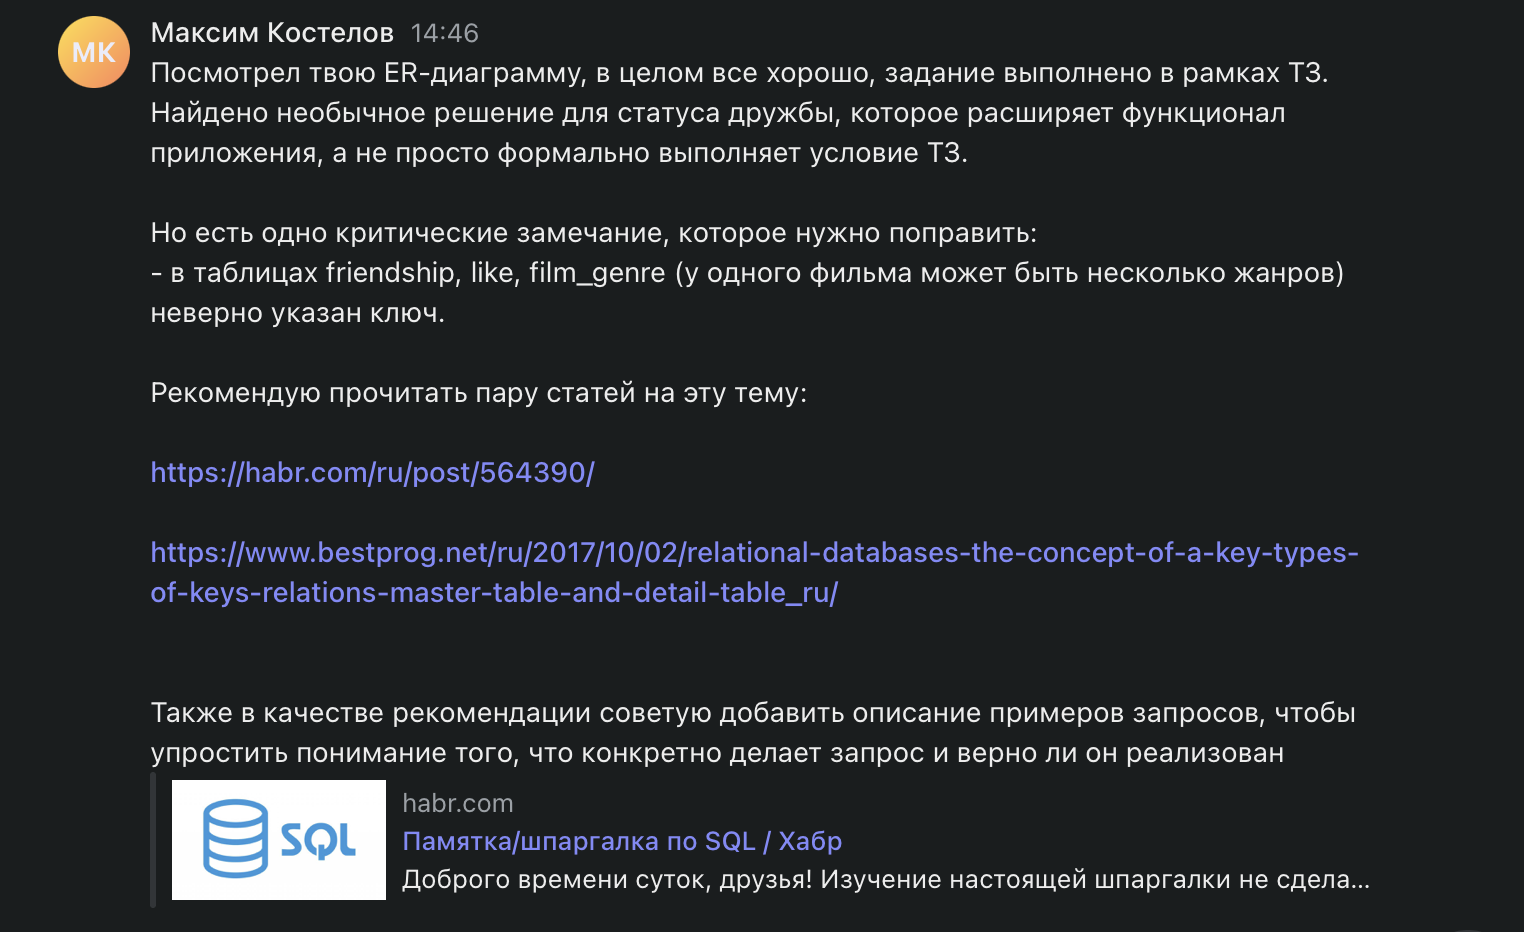 МК
Максим Костелов 14:46
Посмотрел твою ER-диаграмму, в целом все хорошо, задание выполнено в рамках ТЗ.
Найдено необычное решение для статуса дружбы, которое расширяет функционал
приложения, а не просто формально выполняет условие ТЗ.
Но есть одно критические замечание, которое нужно поправить:
- в таблицах friendship, like, film_genre (у одного фильма может быть несколько жанров)
неверно указан ключ.
Рекомендую прочитать пару статей на эту тему:
https://habr.com/ru/post/564390/
https://www.bestprog.net/ru/2017/10/02/relational-databases-the-concept-of-a-key-types-
of-keys-relations-master-table-and-detail-table_ru/
Также в качестве рекомендации советую добавить описание примеров запросов, чтобы
упростить понимание того, что конкретно делает запрос и верно ли он реализован
SQL
habr.com
Памятка/шпаргалка по SQL / Хабр
Доброго времени суток, друзья! Изучение настоящей шпаргалки не сдела...